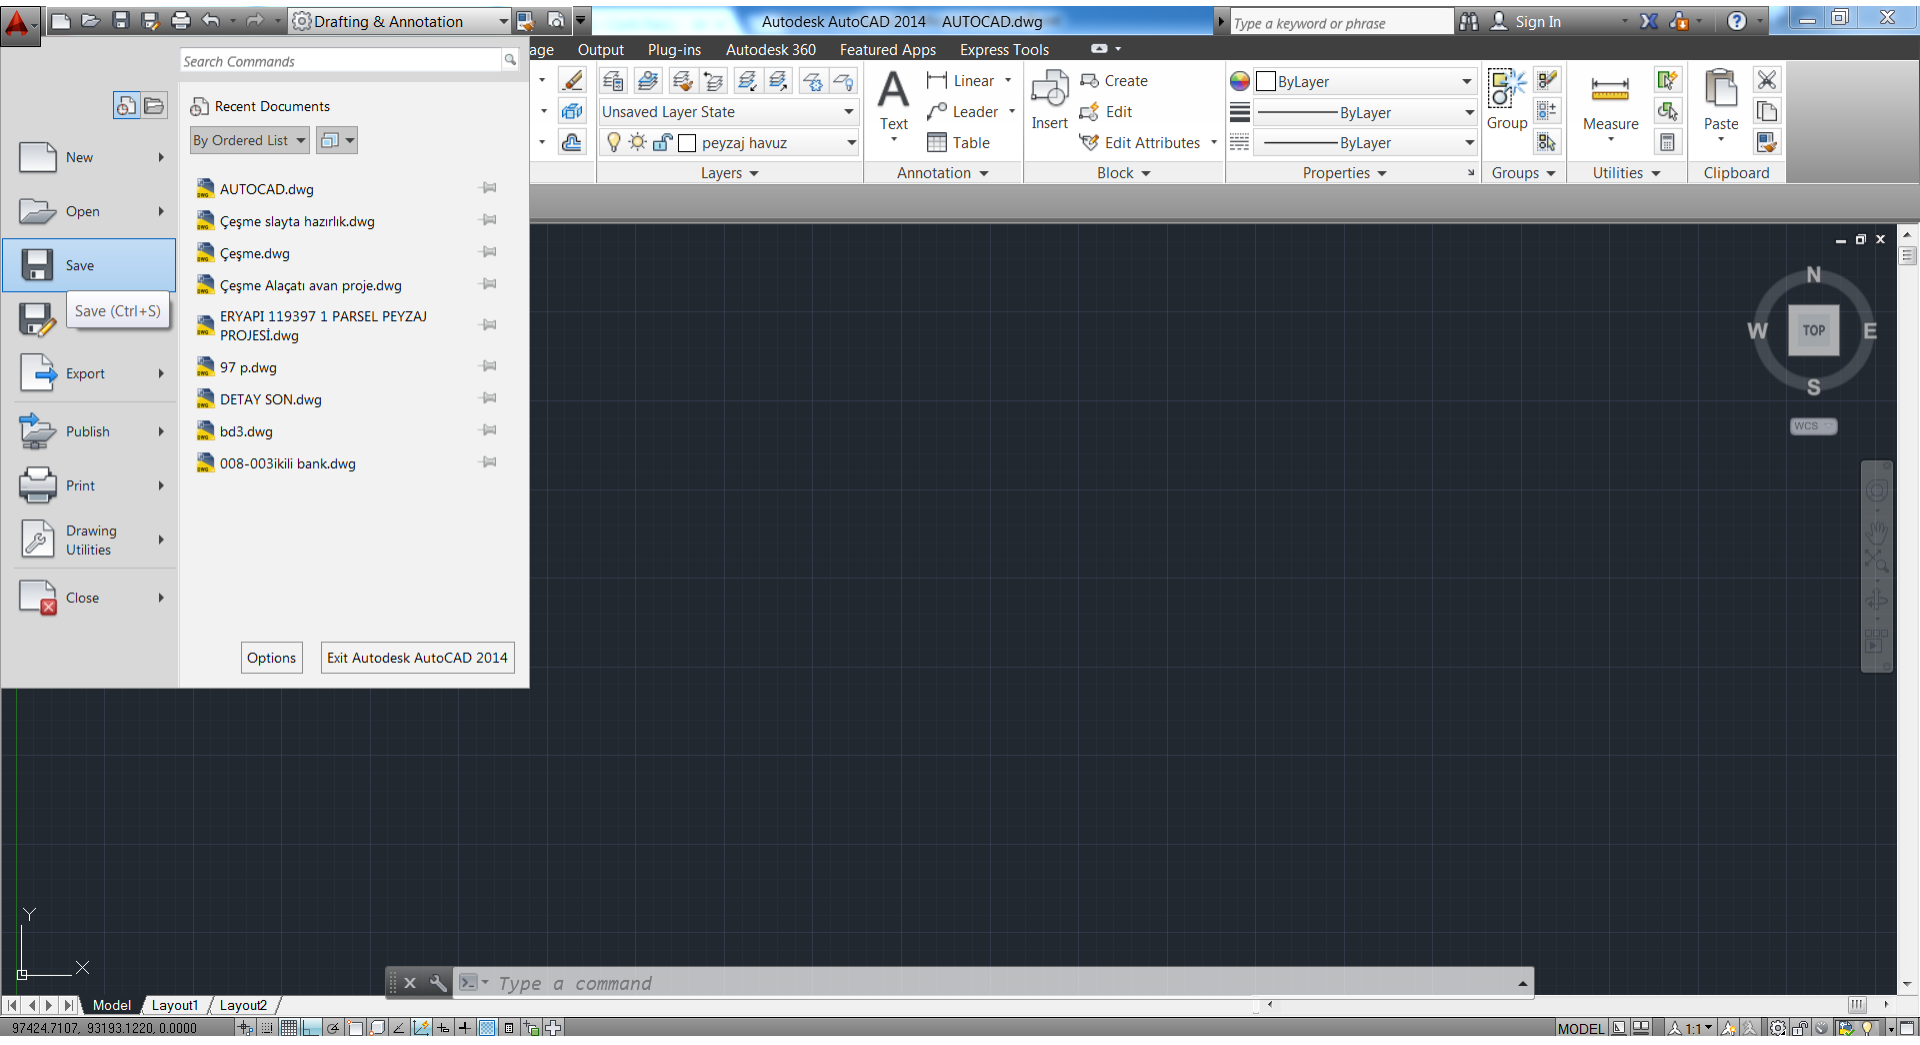 Drafting & Annotation
Autodesk AutoCAD 2014 AUTOCAD.dwg
Type a keyword or phrase
Sign In
Search Commands
age
Output
Plug-ins
Autodesk 360
Featured Apps
Express Tools
Recent Documents
By Ordered List
New
Open
Save
Save (Ctrl+S)
Export
Publish
Print
Drawing
Utilities
Close
AUTOCAD.dwg
Çeşme slayta hazırlık.dwg
Çeşme.dwg
Çeşme Alaçatı avan proje.dwg
ERYAPI 119397 1 PARSEL PEYZAJ
PROJESİ.dwg
97 p.dwg
DETAY SON.dwg
bd3.dwg
008-003ikili bank.dwg
Options
Exit Autodesk AutoCAD 2014
Unsaved Layer State
peyzaj havuz
Layers
A
Text
Linear
Leader
Table
Annotation
Insert
Create
Edit
Edit Attributes
Block
ByLayer
ByLayer
ByLayer
Properties
Group
Groups
Measure
Utilities
Paste
Clipboard
N
W
TOP
E
S
WCS
Y
X
Type a command
Model
Layout1
Layout2
97424.7107, 93193.1220, 0.0000
MODEL
1:1